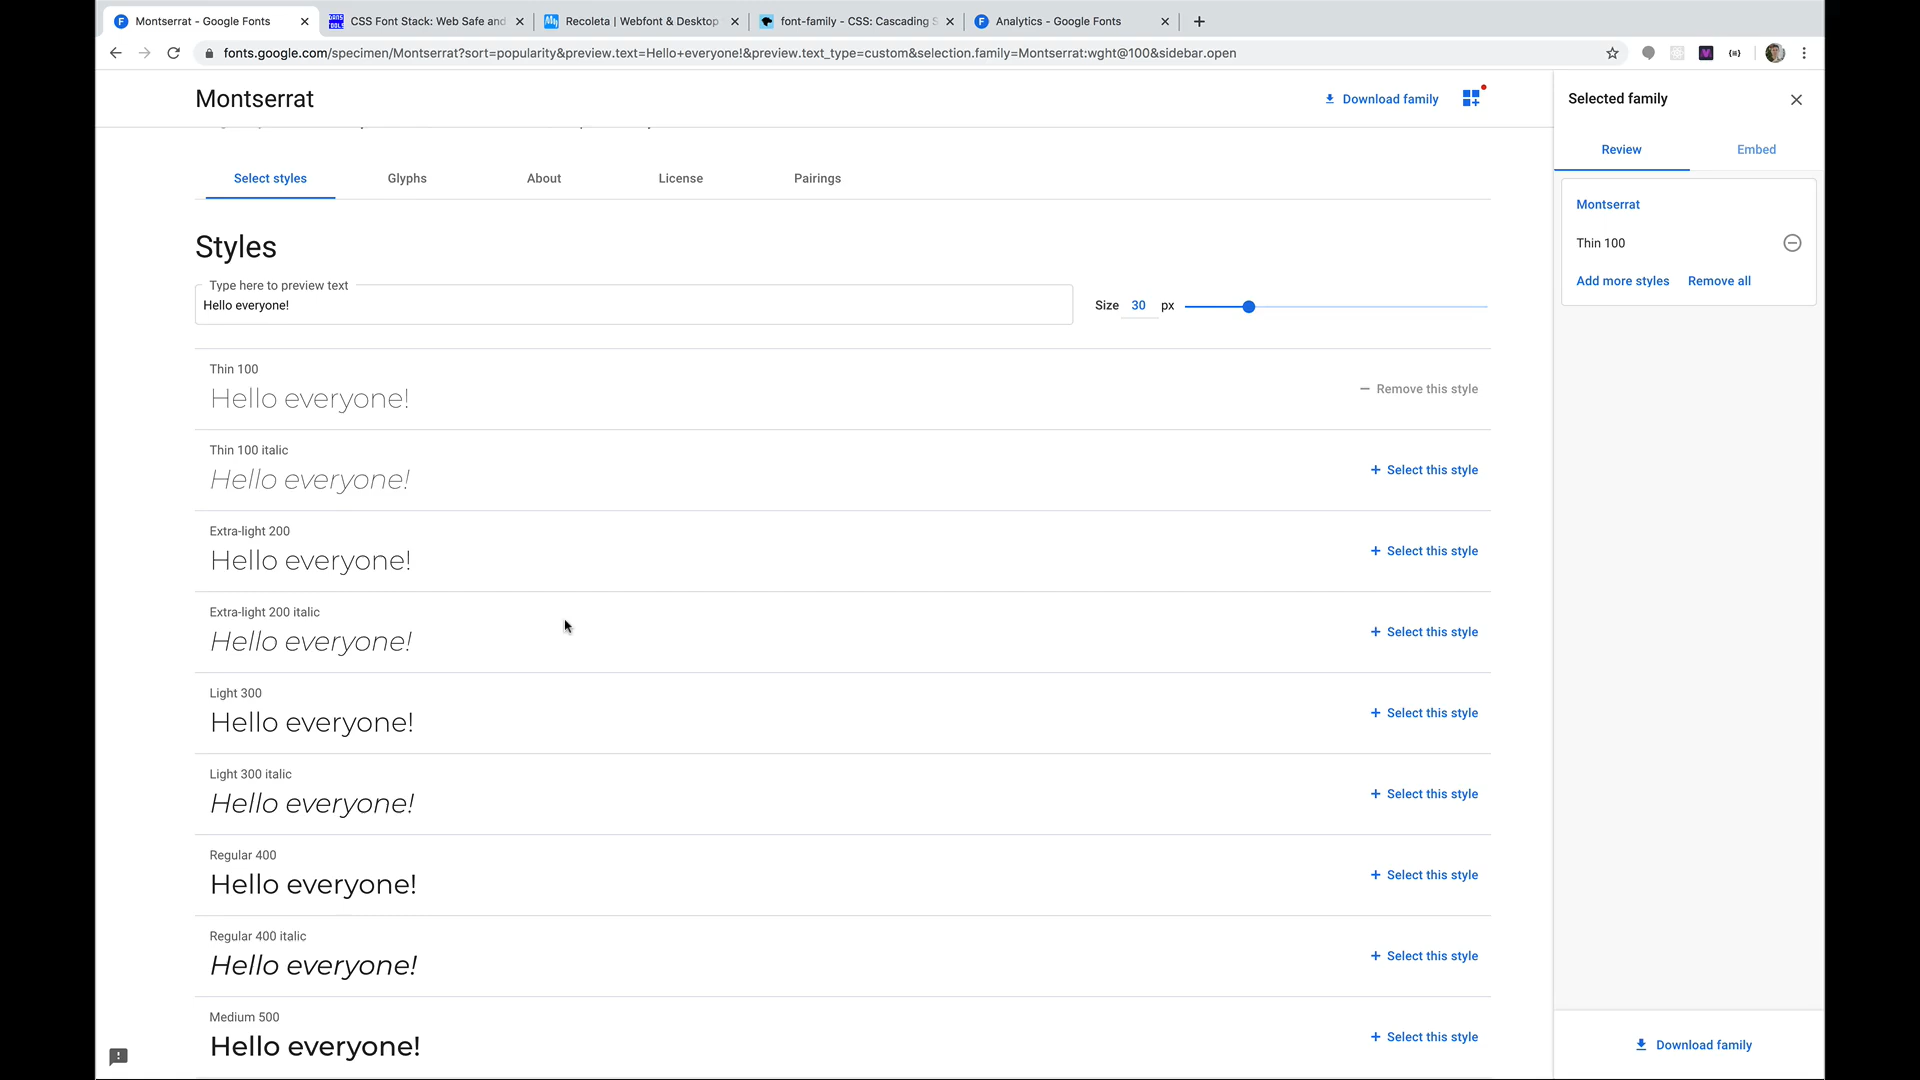 Montserrat - Google Fonts
CSS Font Stack: Web Safe and
Recoleta | Webfont & Desktop
font-family - CSS: Cascading S
Analytics - Google Fonts
fonts.google.com/specimen/Montserrat?sort=popularity&preview.text=Hello+everyone!&preview.text_type=custom&selection.family=Montserrat:wght@100&sidebar.open
Montserrat
Download family
Selected family
Review
Embed
Select styles
Glyphs
About
License
Pairings
Montserrat
Thin 100
Add more styles
Remove all
Styles
Type here to preview text
Hello everyone!
Size 30 px
Thin 100
Hello everyone!
Remove this style
Thin 100 italic
Hello everyone!
Select this style
Extra-light 200
Hello everyone!
Select this style
Extra-light 200 italic
Hello everyone!
Select this style
Light 300
Hello everyone!
Select this style
Light 300 italic
Hello everyone!
Select this style
Regular 400
Hello everyone!
Select this style
Regular 400 italic
Hello everyone!
Select this style
Medium 500
Hello everyone!
Select this style
Download family